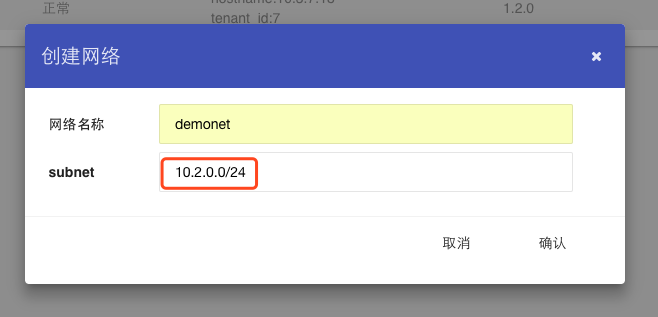 正常
1.2.0
tenant_id:7
创建网络
网络名称 demonet
subnet 10.2.0.0/24
取消 确认